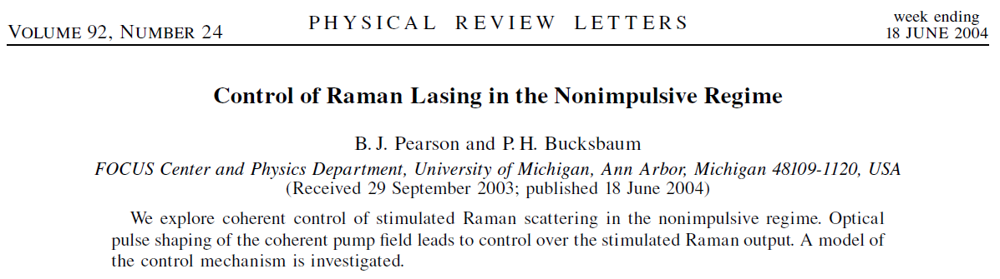 VOLUME 92, NUMBER 24
PHYSICAL REVIEW LETTERS
week ending
18 JUNE 2004
Control of Raman Lasing in the Nonimpulsive Regime
B. J. Pearson and P. H. Bucksbaum
FOCUS Center and Physics Department, University of Michigan, Ann Arbor, Michigan 48109-1120, USA
(Received 29 September 2003; published 18 June 2004)
We explore coherent control of stimulated Raman scattering in the nonimpulsive regime. Optical
pulse shaping of the coherent pump field leads to control over the stimulated Raman output. A model of
the control mechanism is investigated.